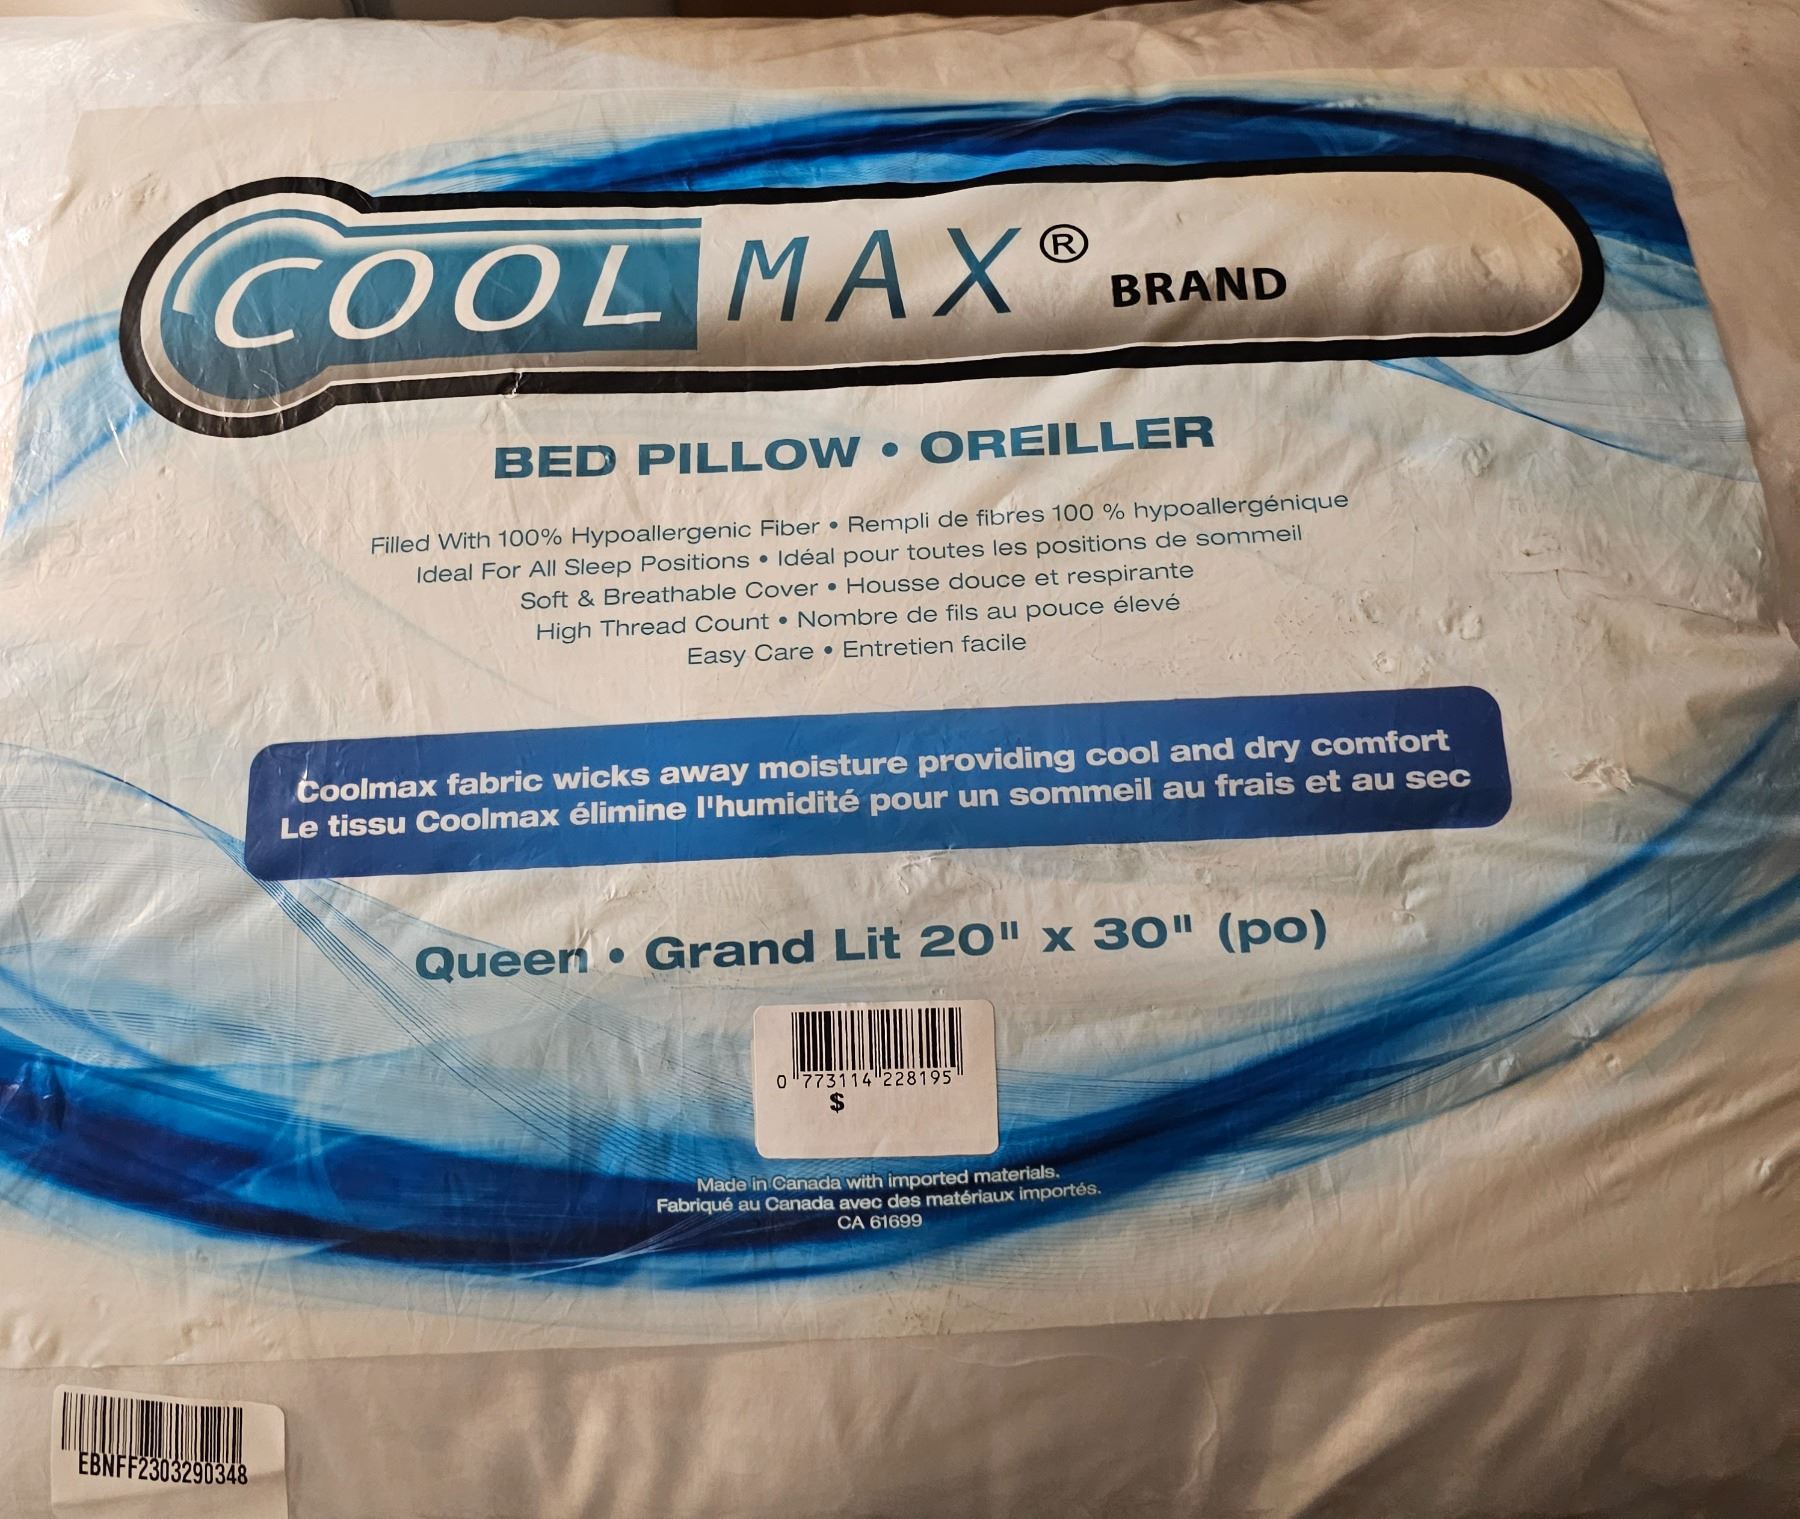 COOLMAX® BRAND
BED PILLOW • OREILLER
Filled With 100% Hypoallergenic Fiber • Rempli de fibres 100 % hypoallergénique
Ideal For All Sleep Positions • Idéal pour toutes les positions de sommeil
Soft & Breathable Cover • Housse douce et respirante
High Thread Count • Nombre de fils au pouce élevé
Easy Care • Entretien facile
Coolmax fabric wicks away moisture providing cool and dry comfort
Le tissu Coolmax élimine l'humidité pour un sommeil au frais et au sec
Queen • Grand Lit 20" x 30" (po)
0 773114 228195
$
Made in Canada with imported materials.
Fabriqué au Canada avec des matériaux importés.
CA 61699
EBNFF2303290348